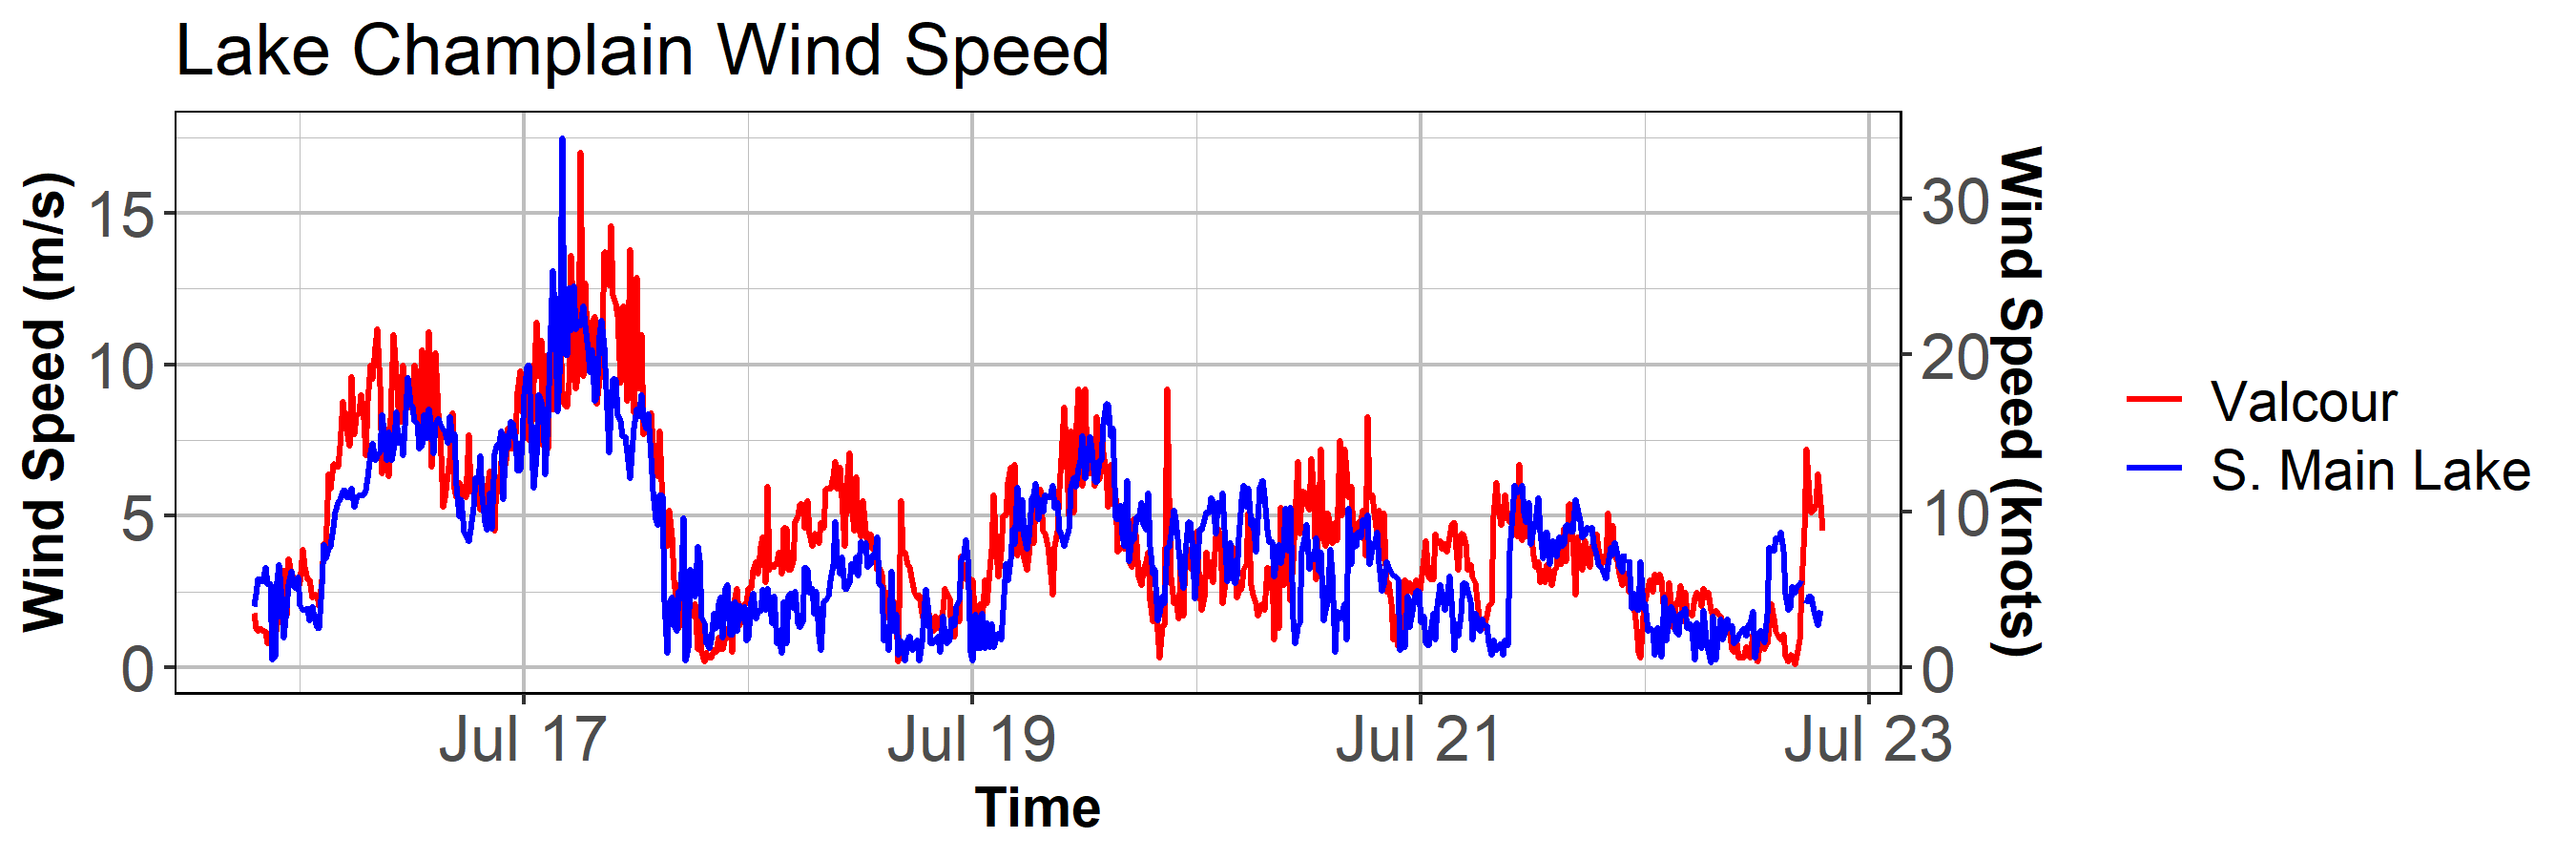 Lake Champlain Wind Speed
Wind Speed (m/s)
15
10
5
0
30
20
10
0
Wind Speed (knots)
Jul 17
Jul 19
Jul 21
Jul 23
Time
Valcour
S. Main Lake